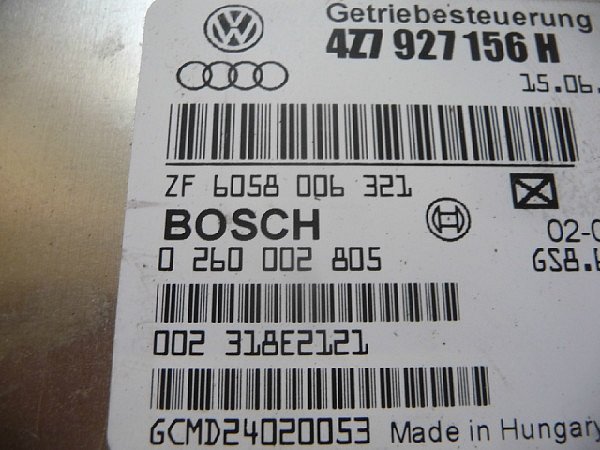 Getriebesteuerung
4Z7 927 156 H
15.06.
ZF 6058 006 321
BOSCH
02-0
0 260 002 805
GS8.6
002 318E2121
GCMD24020053 Made in Hungary